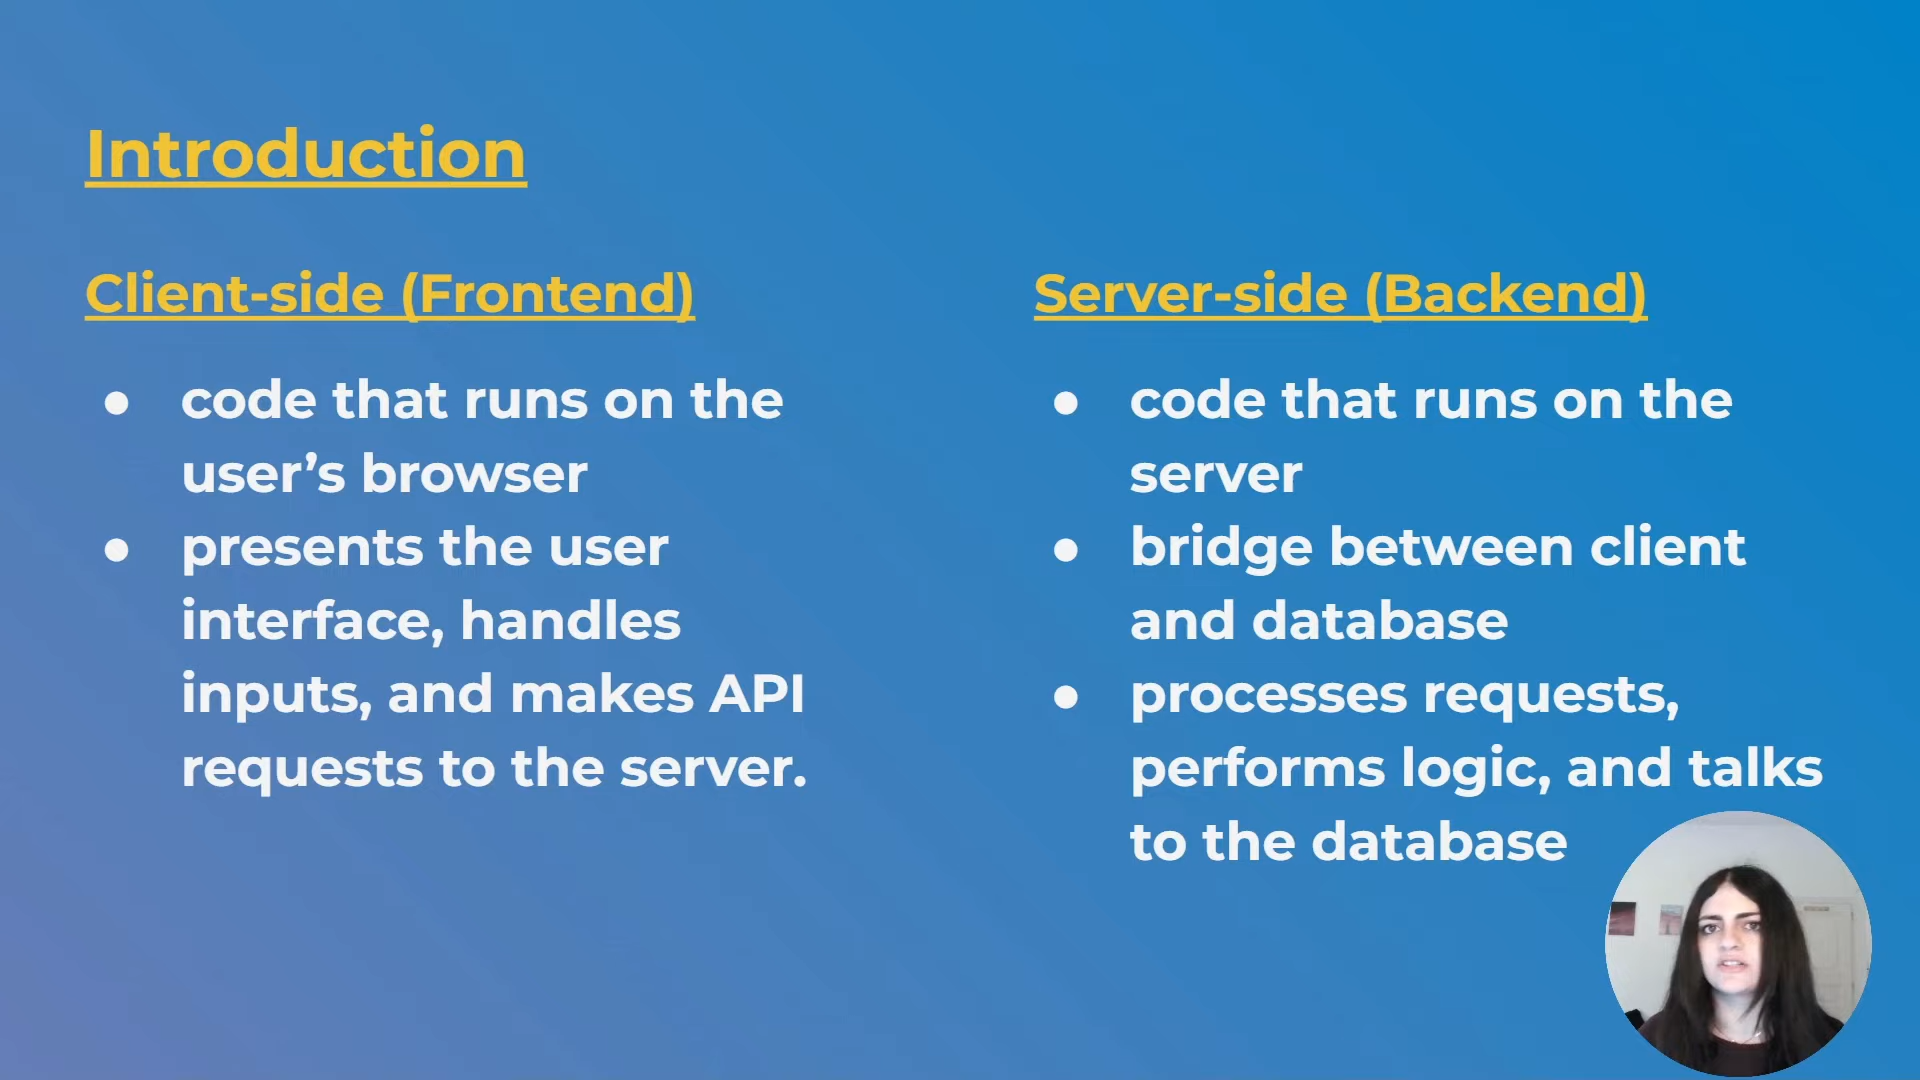 Introduction
Client-side (Frontend)
● code that runs on the
user’s browser
● presents the user
interface, handles
inputs, and makes API
requests to the server.
Server-side (Backend)
● code that runs on the
server
● bridge between client
and database
● processes requests,
performs logic, and talks
to the database